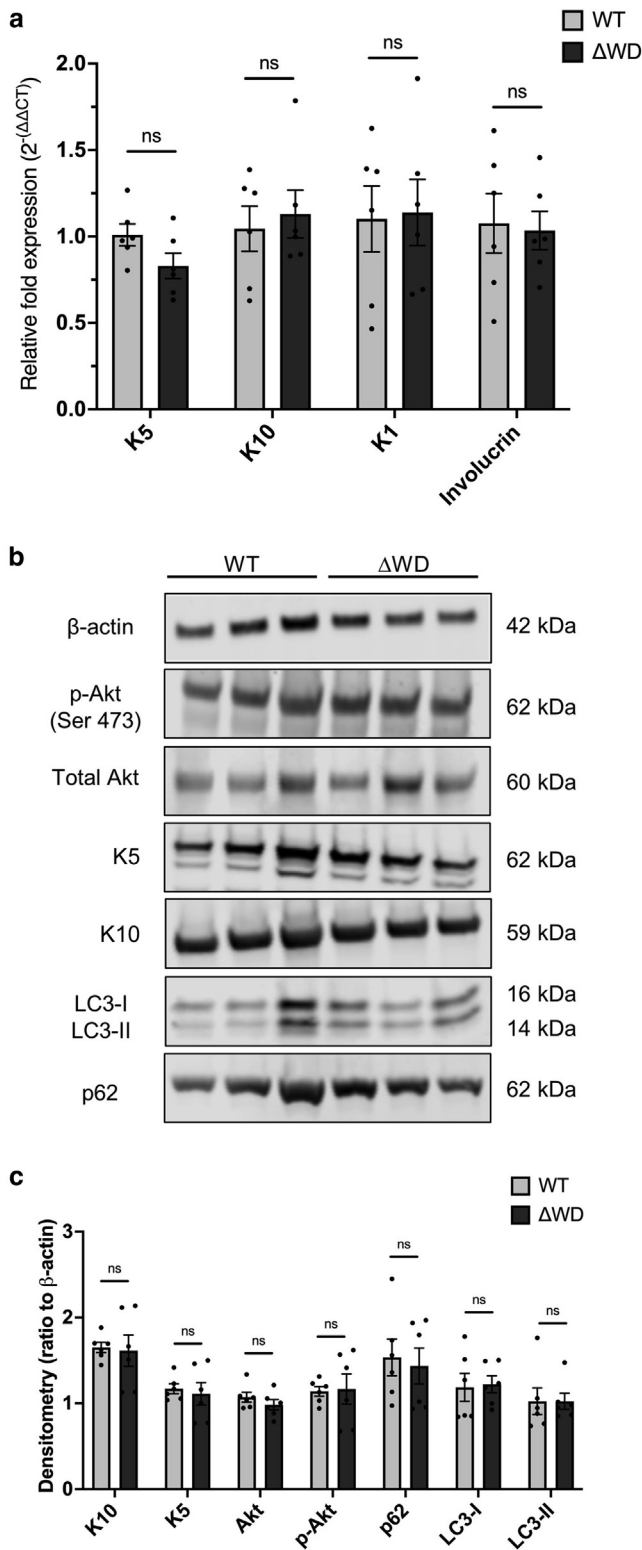 a
WT
ΔWD
Relative fold expression (2-(ΔΔCT))
2.0
1.5
1.0
0.5
0.0
ns
ns
ns
ns
K5
K10
K1
Involucrin
b
WT
ΔWD
β-actin
42 kDa
p-Akt
(Ser 473)
62 kDa
Total Akt
60 kDa
K5
62 kDa
K10
59 kDa
LC3-I
16 kDa
LC3-II
14 kDa
p62
62 kDa
c
WT
ΔWD
Densitometry (ratio to β-actin)
3
2
1
0
ns
ns
ns
ns
ns
ns
ns
K10
K5
Akt
p-Akt
p62
LC3-I
LC3-II